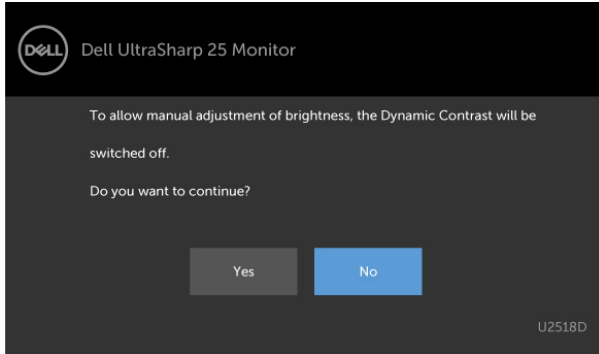 DELL
Dell UltraSharp 25 Monitor
To allow manual adjustment of brightness, the Dynamic Contrast will be
switched off.
Do you want to continue?
Yes
No
U2518D